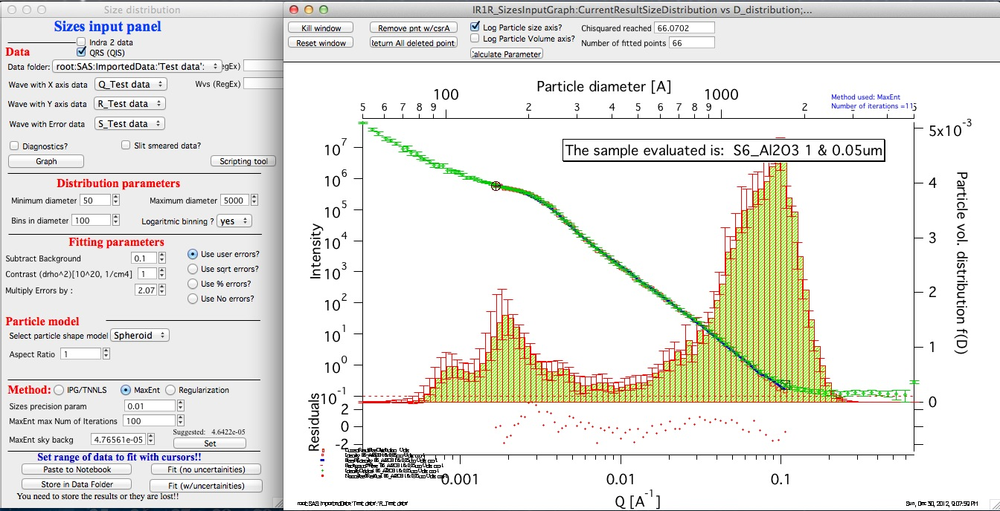 Size distribution
Sizes input panel
Indra 2 data
Data
QRS (QIS)
Data folder: root:SAS:ImportedData:'Test data': egEx)
Wave with X axis data Q_Test data Wvs (RegEx)
Wave with Y axis data R_Test data
Wave with Error data S_Test data
Diagnostics? Slit smeared data?
Graph Scripting tool
Distribution parameters
Minimum diameter 50 Maximum diameter 5000
Bins in diameter 100 Logaritmic binning ? yes
Fitting parameters
Subtract Background 0.1 Use user errors?
Contrast (drho^2)[10^20, 1/cm4] 1 Use sqrt errors?
Multiply Errors by : 2.07 Use % errors?
Use No errors?
Particle model
Select particle shape model Spheroid
Aspect Ratio 1
Method: IPG/TNNLS MaxEnt Regularization
Sizes precision param 0.01
MaxEnt max Num of Iterations 100
Suggested: 4.6422e-05
MaxEnt sky backg 4.76561e-05 Set
Set range of data to fit with cursors!!
Paste to Notebook Fit (no uncertainities)
Store in Data Folder Fit (w/uncertainities)
You need to store the results or they are lost!!
IR1R_SizesInputGraph:CurrentResultSizeDistribution vs D_distribution;...
Kill window Remove pnt w/csrA Log Particle size axis? Chisquared reached 66.0702
Reset window Return All deleted point Log Particle Volume axis? Number of fitted points 66
Calculate Parameter
Particle diameter [A]
Method used: MaxEnt
Number of iterations =11
100 1000
5 6 7 8 9 2 3 4 5 6 7 8 9 2 5
The sample evaluated is: S6_Al2O3 1 & 0.05um
Intensity
10^7
10^6
10^5
10^4
10^3
10^2
10^1
10^0
10^-1
Particle vol. distribution f(D)
5x10^-3
4
3
2
1
0
Residuals
2
0
-2
0.001 0.01 0.1
Q [A^-1]
root:SAS:ImportedData:'Test data':'R_Test data'
Sun, Dec 30, 2012, 9:07:59 PM